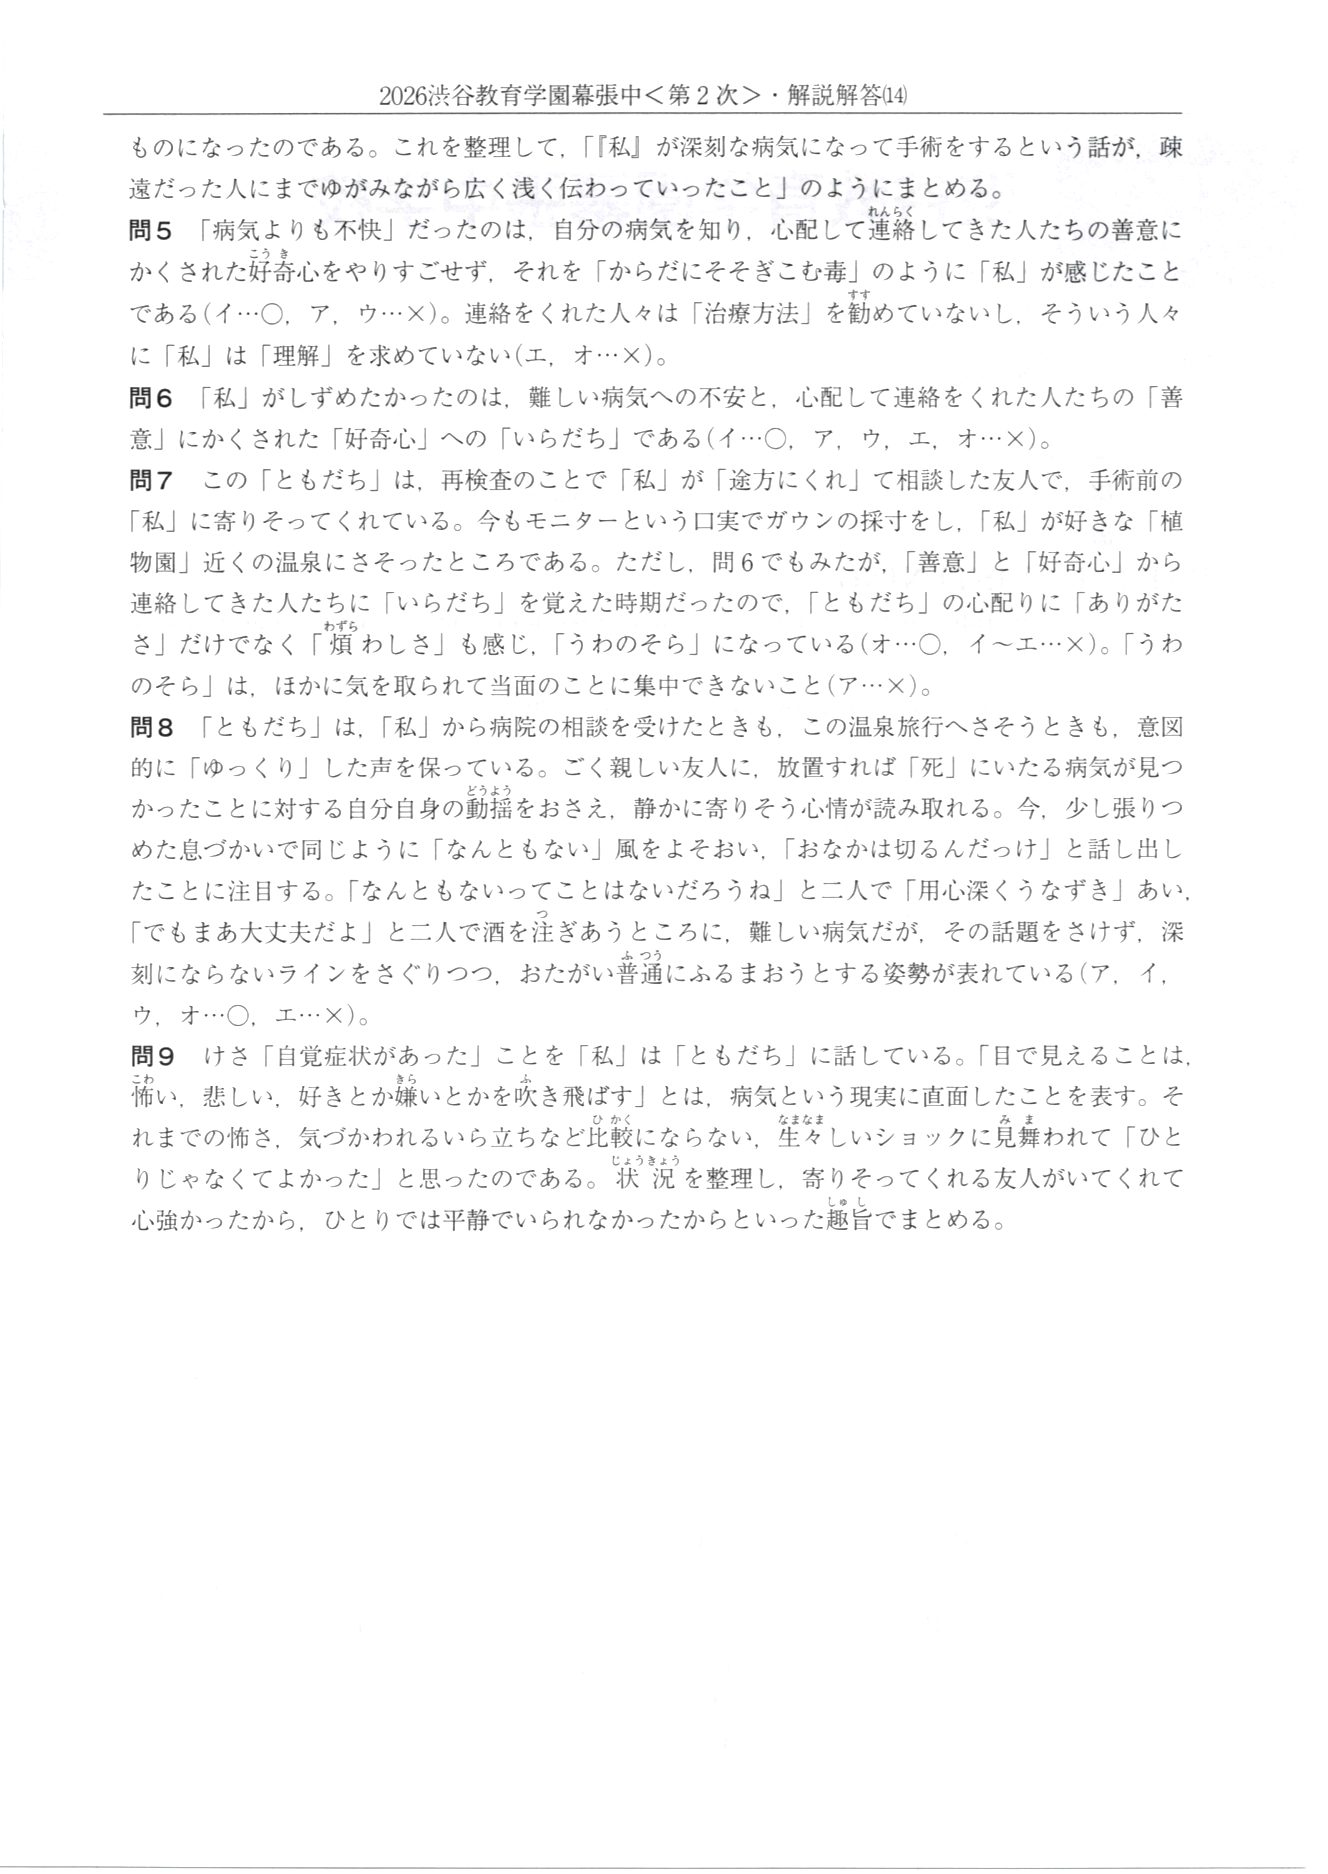 2026渋谷教育学園幕張中＜第２次＞・解説解答⒁
ものになったのである。これを整理して，「『私』が深刻な病気になって手術をするという話が，疎
遠だった人にまでゆがみながら広く浅く伝わっていったこと」のようにまとめる。
問５　「病気よりも不快」だったのは，自分の病気を知り，心配して連絡してきた人たちの善意に
かくされた好奇心をやりすごせず，それを「からだにそそぎこむ毒」のように「私」が感じたこと
である(イ…○，ア，ウ…×)。連絡をくれた人々は「治療方法」を勧めていないし，そういう人々
に「私」は「理解」を求めていない(エ，オ…×)。
問６　「私」がしずめたかったのは，難しい病気への不安と，心配して連絡をくれた人たちの「善
意」にかくされた「好奇心」への「いらだち」である(イ…○，ア，ウ，エ，オ…×)。
問７　この「ともだち」は，再検査のことで「私」が「途方にくれ」て相談した友人で，手術前の
「私」に寄りそってくれている。今もモニターという口実でガウンの採寸をし，「私」が好きな「植
物園」近くの温泉にさそったところである。ただし，問６でもみたが，「善意」と「好奇心」から
連絡してきた人たちに「いらだち」を覚えた時期だったので，「ともだち」の心配りに「ありがた
さ」だけでなく「煩わしさ」も感じ，「うわのそら」になっている(オ…○，イ～エ…×)。「うわ
のそら」は，ほかに気を取られて当面のことに集中できないこと(ア…×)。
問８　「ともだち」は，「私」から病院の相談を受けたときも，この温泉旅行へさそうときも，意図
的に「ゆっくり」した声を保っている。ごく親しい友人に，放置すれば「死」にいたる病気が見つ
かったことに対する自分自身の動揺をおさえ，静かに寄りそう心情が読み取れる。今，少し張りつ
めた息づかいで同じように「なんともない」風をよそおい，「おなかは切るんだっけ」と話し出し
たことに注目する。「なんともないってことはないだろうね」と二人で「用心深くうなずき」あい，
「でもまあ大丈夫だよ」と二人で酒を注ぎあうところに，難しい病気だが，その話題をさけず，深
刻にならないラインをさぐりつつ，おたがい普通にふるまおうとする姿勢が表れている(ア，イ，
ウ，オ…○，エ…×)。
問９　けさ「自覚症状があった」ことを「私」は「ともだち」に話している。「目で見えることは，
怖い，悲しい，好きとか嫌いとかを吹き飛ばす」とは，病気という現実に直面したことを表す。そ
れまでの怖さ，気づかわれるいら立ちなど比較にならない，生々しいショックに見舞われて「ひと
りじゃなくてよかった」と思ったのである。状況を整理し，寄りそってくれる友人がいてくれて
心強かったから，ひとりでは平静でいられなかったからといった趣旨でまとめる。